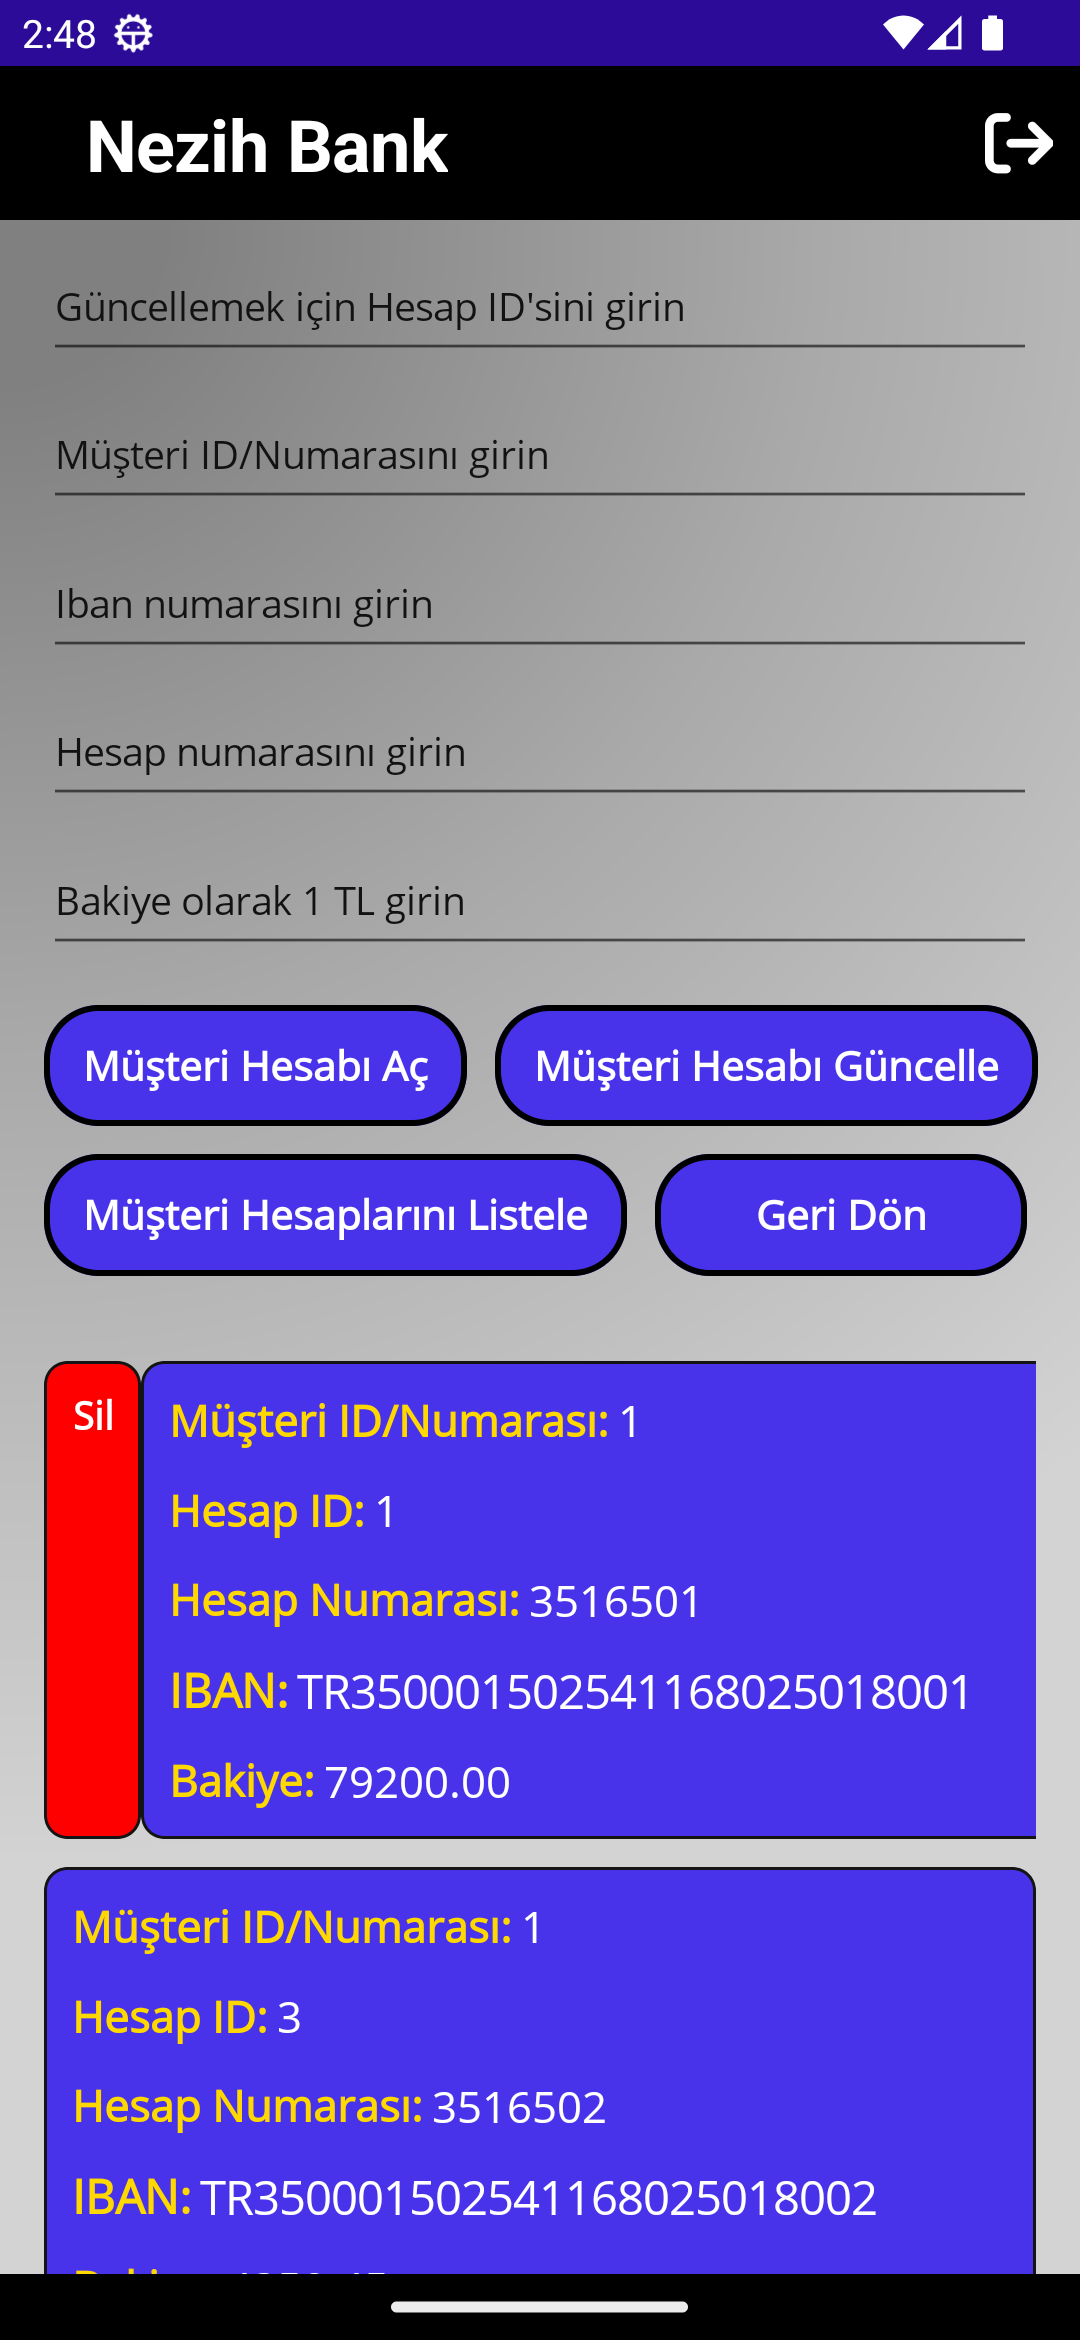 2:48
Nezih Bank
Güncellemek için Hesap ID'sini girin
Müşteri ID/Numarasını girin
Iban numarasını girin
Hesap numarasını girin
Bakiye olarak 1 TL girin
Müşteri Hesabı Aç
Müşteri Hesabı Güncelle
Müşteri Hesaplarını Listele
Geri Dön
Sil
Müşteri ID/Numarası: 1
Hesap ID: 1
Hesap Numarası: 3516501
IBAN: TR350001502541168025018001
Bakiye: 79200.00
Müşteri ID/Numarası: 1
Hesap ID: 3
Hesap Numarası: 3516502
IBAN: TR350001502541168025018002